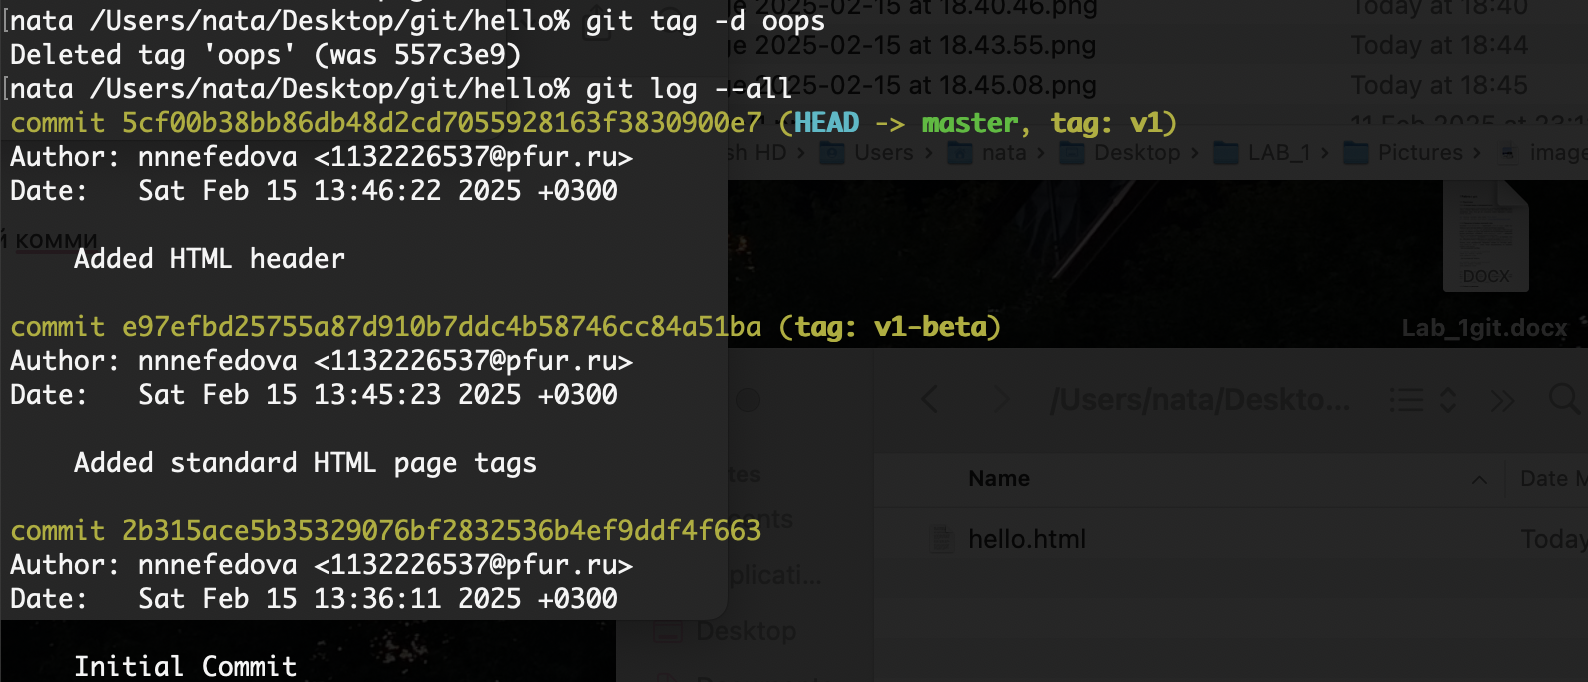 nata /Users/nata/Desktop/git/hello% git tag -d oops
Deleted tag 'oops' (was 557c3e9)
nata /Users/nata/Desktop/git/hello% git log --all
commit 5cf00b38bb86db48d2cd7055928163f3830900e7 (HEAD -> master, tag: v1)
Author: nnnefedova <1132226537@pfur.ru>
Date:   Sat Feb 15 13:46:22 2025 +0300
Added HTML header
commit e97efbd25755a87d910b7ddc4b58746cc84a51ba (tag: v1-beta)
Author: nnnefedova <1132226537@pfur.ru>
Date:   Sat Feb 15 13:45:23 2025 +0300
Added standard HTML page tags
commit 2b315ace5b35329076bf2832536b4ef9ddf4f663
Author: nnnefedova <1132226537@pfur.ru>
Date:   Sat Feb 15 13:36:11 2025 +0300
Initial Commit
2025-02-15 at 18.40.46.png Today at 18:40
2025-02-15 at 18.43.55.png Today at 18:44
2025-02-15 at 18.45.08.png Today at 18:45
HD › Users › nata › Desktop › LAB_1 › Pictures ›
й комми
DOCX
Lab_1git.docx
/Users/nata/Deskto...
Name Date
hello.html Today
Desktop